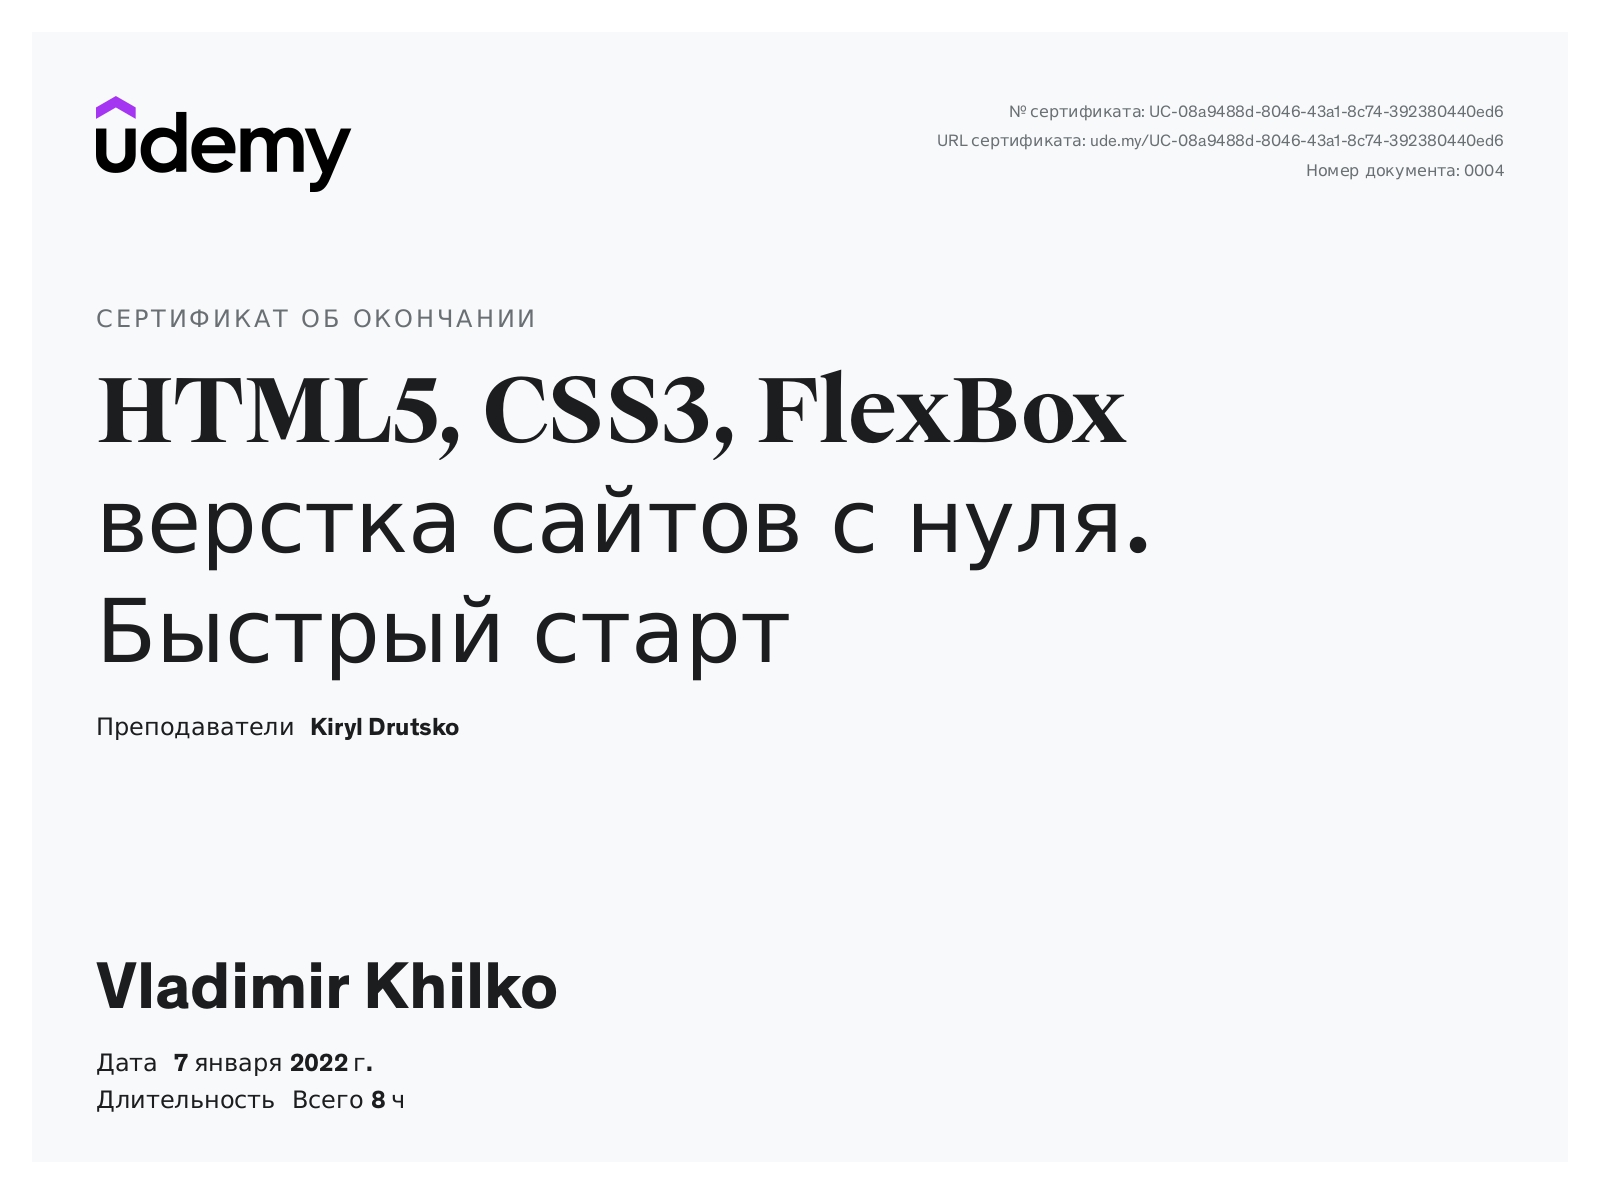 udemy
№ сертификата: UC-08a9488d-8046-43a1-8c74-392380440ed6
URL сертификата: ude.my/UC-08a9488d-8046-43a1-8c74-392380440ed6
Номер документа: 0004
СЕРТИФИКАТ ОБ ОКОНЧАНИИ
HTML5, CSS3, FlexBox
верстка сайтов с нуля.
Быстрый старт
Преподаватели Kiryl Drutsko
Vladimir Khilko
Дата 7 января 2022 г.
Длительность Всего 8 ч